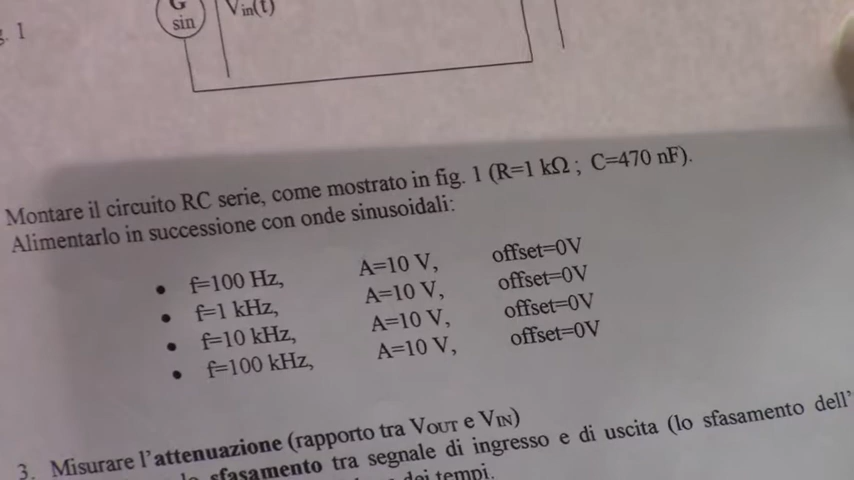 G
sin
Vin(t)
g. 1
Montare il circuito RC serie, come mostrato in fig. 1 (R=1 kΩ ; C=470 nF).
Alimentarlo in successione con onde sinusoidali:
• f=100 Hz, A=10 V, offset=0V
• f=1 kHz, A=10 V, offset=0V
• f=10 kHz, A=10 V, offset=0V
• f=100 kHz, A=10 V, offset=0V
3. Misurare l'attenuazione (rapporto tra VOUT e VIN)
sfasamento tra segnale di ingresso e di uscita (lo sfasamento dell'
dei tempi.